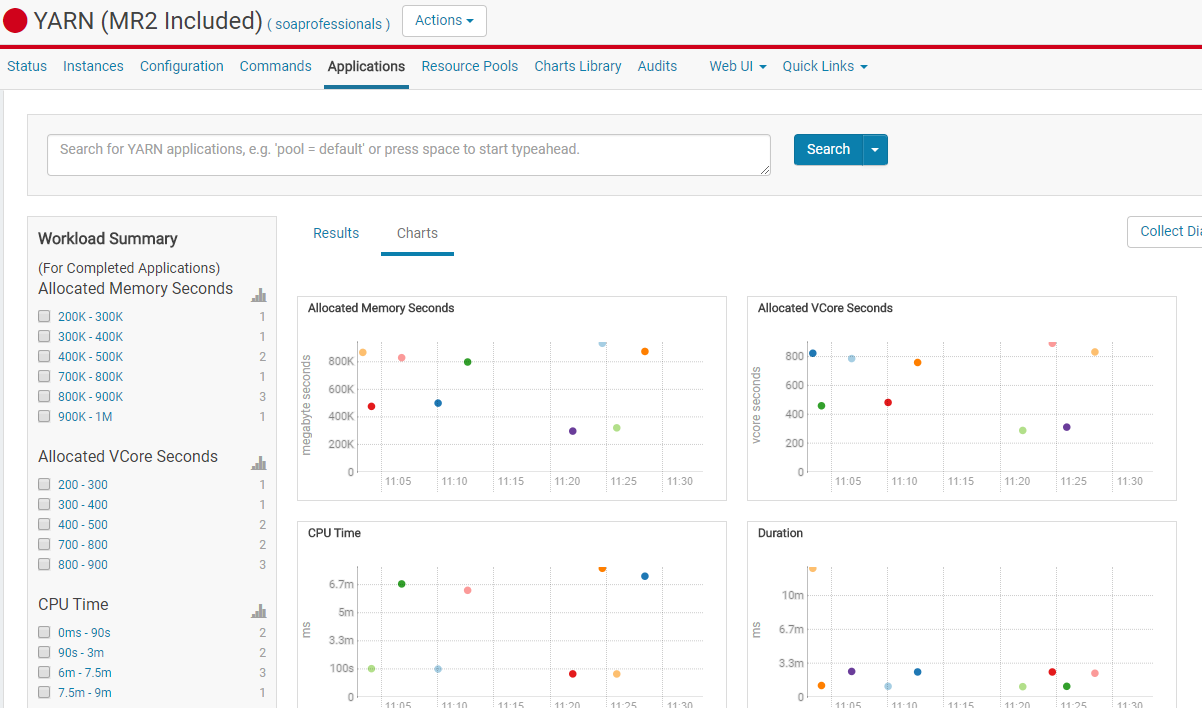 YARN (MR2 Included) ( soaprofessionals ) Actions
Status Instances Configuration Commands Applications Resource Pools Charts Library Audits Web UI Quick Links
Search for YARN applications, e.g. 'pool = default' or press space to start typeahead.
Search
Workload Summary
(For Completed Applications)
Allocated Memory Seconds
200K - 300K 1
300K - 400K 1
400K - 500K 2
700K - 800K 1
800K - 900K 3
900K - 1M 1
Allocated VCore Seconds
200 - 300 1
300 - 400 1
400 - 500 2
700 - 800 2
800 - 900 3
CPU Time
0ms - 90s 2
90s - 3m 2
6m - 7.5m 3
7.5m - 9m 1
Results Charts
Collect Dia
Allocated Memory Seconds
megabyte seconds
800K
600K
400K
200K
0
11:05 11:10 11:15 11:20 11:25 11:30
Allocated VCore Seconds
vcore seconds
800
600
400
200
0
11:05 11:10 11:15 11:20 11:25 11:30
CPU Time
ms
6.7m
5m
3.3m
100s
0
11:05 11:10 11:15 11:20 11:25 11:30
Duration
ms
10m
6.7m
3.3m
0
11:05 11:10 11:15 11:20 11:25 11:30